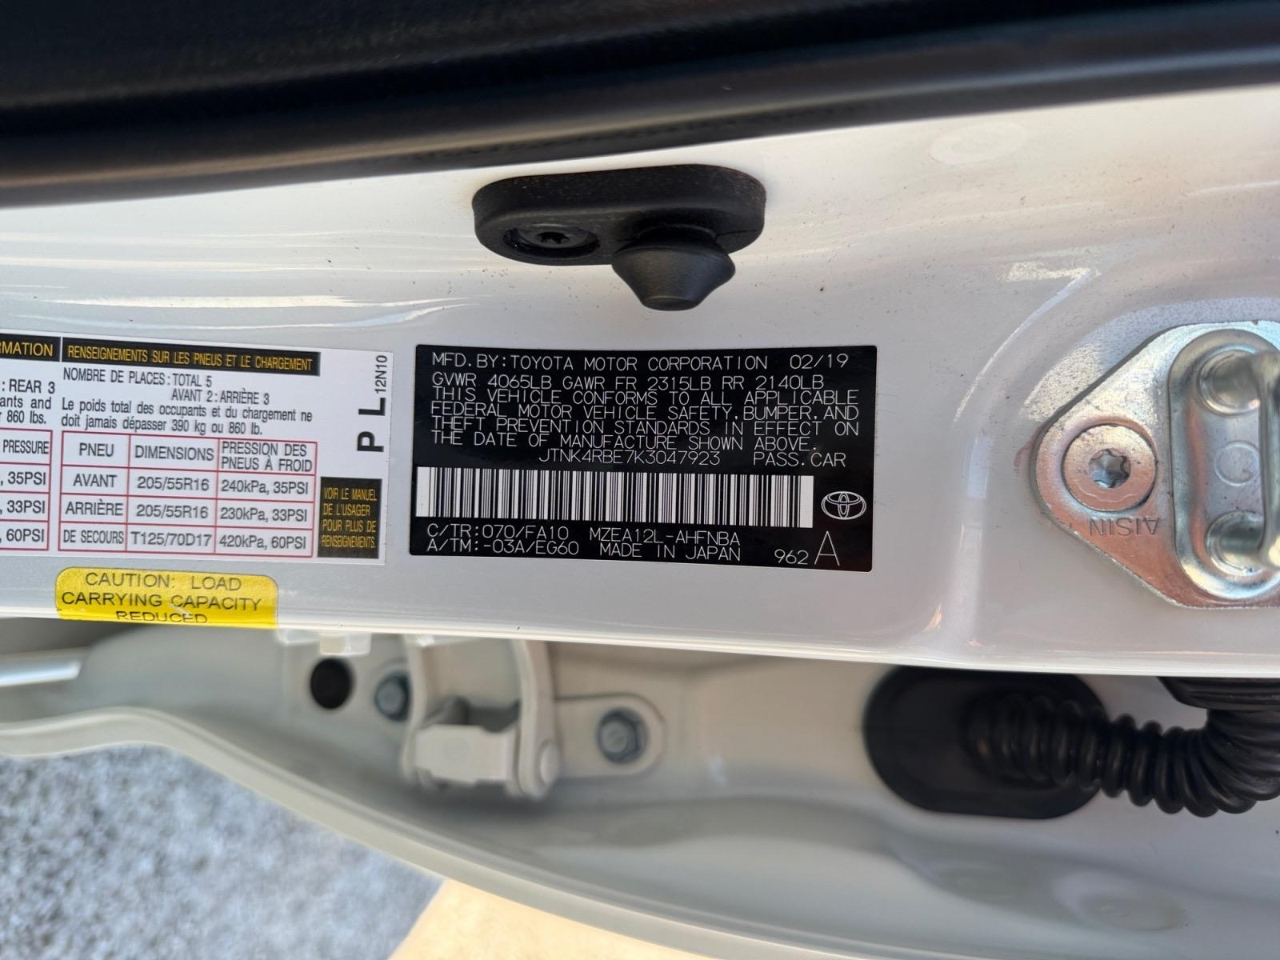 ORMATION
: REAR 3
pants and
or 860 lbs.
PRESSURE
, 35PSI
, 33PSI
, 60PSI
RENSEIGNEMENTS SUR LES PNEUS ET LE CHARGEMENT
NOMBRE DE PLACES: TOTAL 5
AVANT 2: ARRIÈRE 3
Le poids total des occupants et du chargement ne
doit jamais dépasser 390 kg ou 860 lb.
PNEU DIMENSIONS PRESSION DES PNEUS À FROID
AVANT 205/55R16 240kPa, 35PSI
ARRIÈRE 205/55R16 230kPa, 33PSI
DE SECOURS T125/70D17 420kPa, 60PSI
VOIR LE MANUEL
DE L'USAGER
POUR PLUS DE
RENSEIGNEMENTS.
P L 12N10
CAUTION: LOAD
CARRYING CAPACITY
REDUCED
MFD.BY:TOYOTA MOTOR CORPORATION 02/19
GVWR 4065LB GAWR FR 2315LB RR 2140LB
THIS VEHICLE CONFORMS TO ALL APPLICABLE
FEDERAL MOTOR VEHICLE SAFETY, BUMPER, AND
THEFT PREVENTION STANDARDS IN EFFECT ON
THE DATE OF MANUFACTURE SHOWN ABOVE.
JTNK4RBE7K3047923 PASS.CAR
C/TR:070/FA10 MZEA12L-AHFNBA
A/TM:-03A/EG60 MADE IN JAPAN 962 A
AISIN